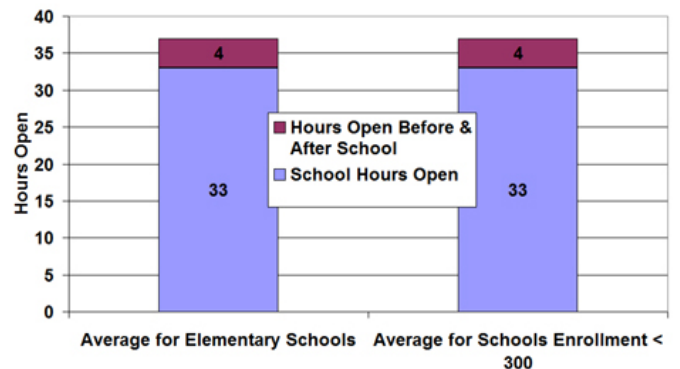 40
35
30
25
20
15
10
5
0
Hours Open
4
33
4
33
Hours Open Before &
After School
School Hours Open
Average for Elementary Schools
Average for Schools Enrollment <
300